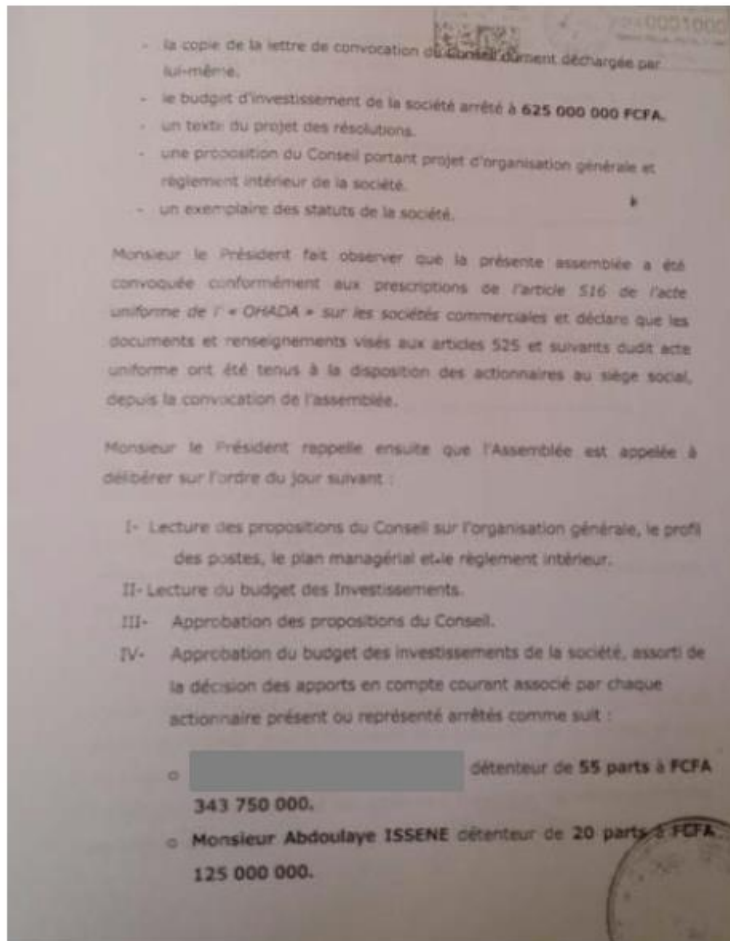 0001000
- la copie de la lettre de convocation du Conseil dûment déchargée par
lui-même.
- le budget d'investissement de la société arrêté à 625 000 000 FCFA.
- un texte du projet des résolutions.
- une proposition du Conseil portant projet d'organisation générale et
règlement intérieur de la société.
- un exemplaire des statuts de la société.
Monsieur le Président fait observer que la présente assemblée a été
convoquée conformément aux prescriptions de l'article 516 de l'acte
uniforme de l' « OHADA » sur les sociétés commerciales et déclare que les
documents et renseignements visés aux articles 525 et suivants dudit acte
uniforme ont été tenus à la disposition des actionnaires au siège social,
depuis la convocation de l'assemblée.
Monsieur le Président rappelle ensuite que l'Assemblée est appelée à
délibérer sur l'ordre du jour suivant :
I- Lecture des propositions du Conseil sur l'organisation générale, le profil
des postes, le plan managérial et le règlement intérieur.
II- Lecture du budget des Investissements.
III- Approbation des propositions du Conseil.
IV- Approbation du budget des investissements de la société, assorti de
la décision des apports en compte courant associé par chaque
actionnaire présent ou représenté arrêtés comme suit :
o détenteur de 55 parts à FCFA
343 750 000.
o Monsieur Abdoulaye ISSENE détenteur de 20 parts à FCFA
125 000 000.